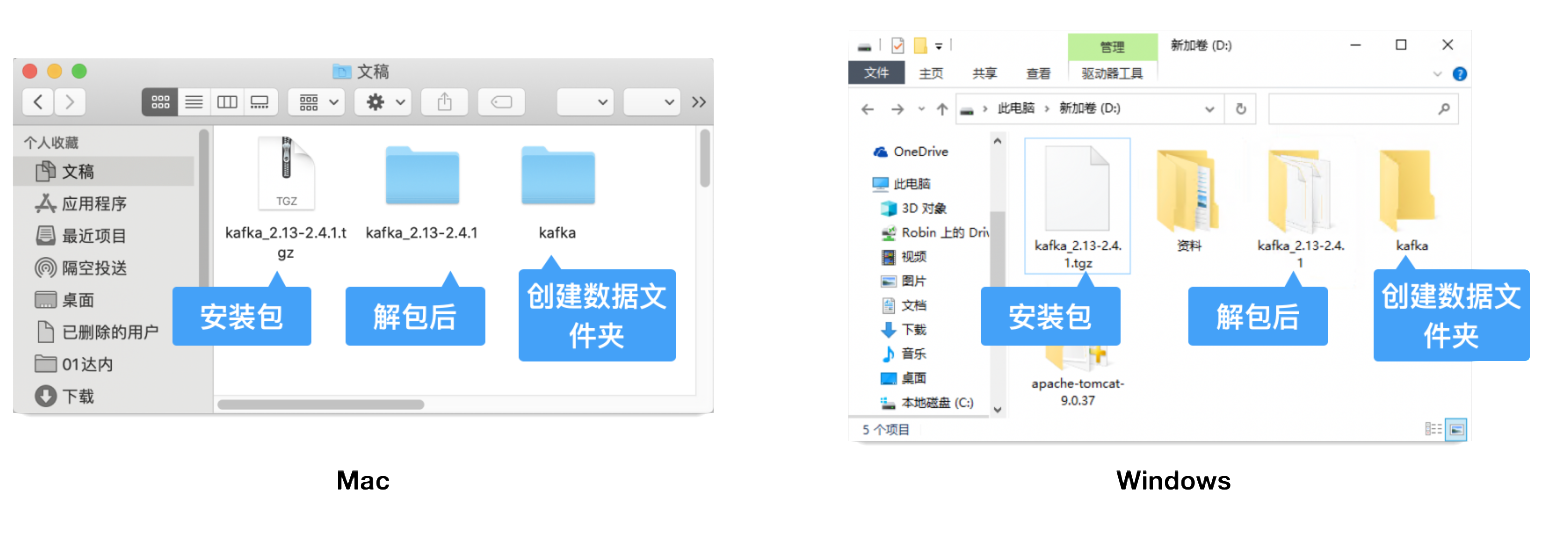 文稿
个人收藏
文稿
应用程序
最近项目
隔空投送
桌面
已删除的用户
01达内
下载
TGZ
kafka_2.13-2.4.1.t
gz
kafka_2.13-2.4.1
kafka
安装包
解包后
创建数据文
件夹
Mac
管理
新加卷 (D:)
文件
主页
共享
查看
驱动器工具
此电脑
新加卷 (D:)
OneDrive
此电脑
3D 对象
Robin 上的 Driv
视频
图片
文档
下载
音乐
桌面
本地磁盘 (C:)
kafka_2.13-2.4.
1.tgz
资料
kafka_2.13-2.4.
1
kafka
安装包
解包后
创建数据文
件夹
apache-tomcat-
9.0.37
5 个项目
Windows